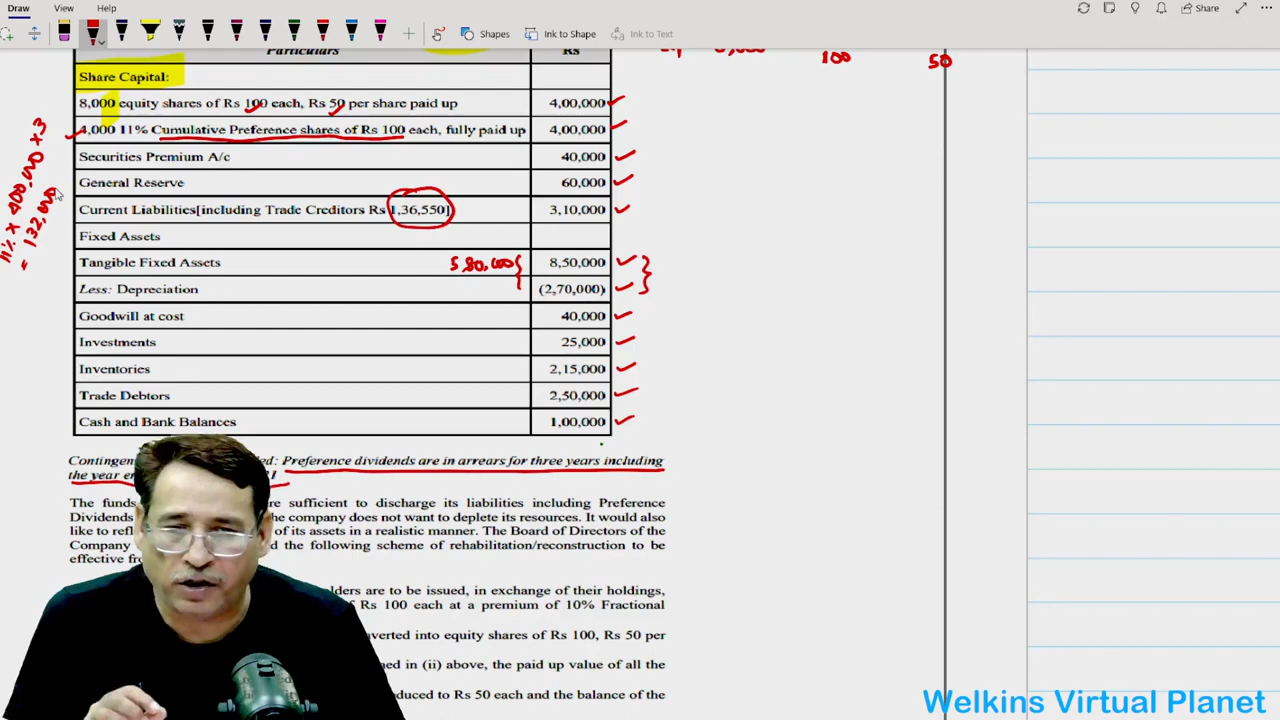 Draw View Help
Share
Shapes Ink to Shape Ink to Text
Particulars Rs
100 50
Share Capital:
8,000 equity shares of Rs 100 each, Rs 50 per share paid up 4,00,000
4,000 11% Cumulative Preference shares of Rs 100 each, fully paid up 4,00,000
Securities Premium A/c 40,000
General Reserve 60,000
Current Liabilities[including Trade Creditors Rs 1,36,550] 3,10,000
Fixed Assets
Tangible Fixed Assets 5,80,000 8,50,000
Less: Depreciation (2,70,000)
Goodwill at cost 40,000
Investments 25,000
Inventories 2,15,000
Trade Debtors 2,50,000
Cash and Bank Balances 1,00,000
11% x 400,000 x 3
= 132,000
Preference dividends are in arrears for three years including
the year
The funds sufficient to discharge its liabilities including Preference
Dividends the company does not want to deplete its resources. It would also
like to of its assets in a realistic manner. The Board of Directors of the
Company the following scheme of rehabilitation/reconstruction to be
effective
are to be issued, in exchange of their holdings,
of Rs 100 each at a premium of 10% Fractional
into equity shares of Rs 100, Rs 50 per
in (ii) above, the paid up value of all the
to Rs 50 each and the balance of the
Welkins Virtual Planet